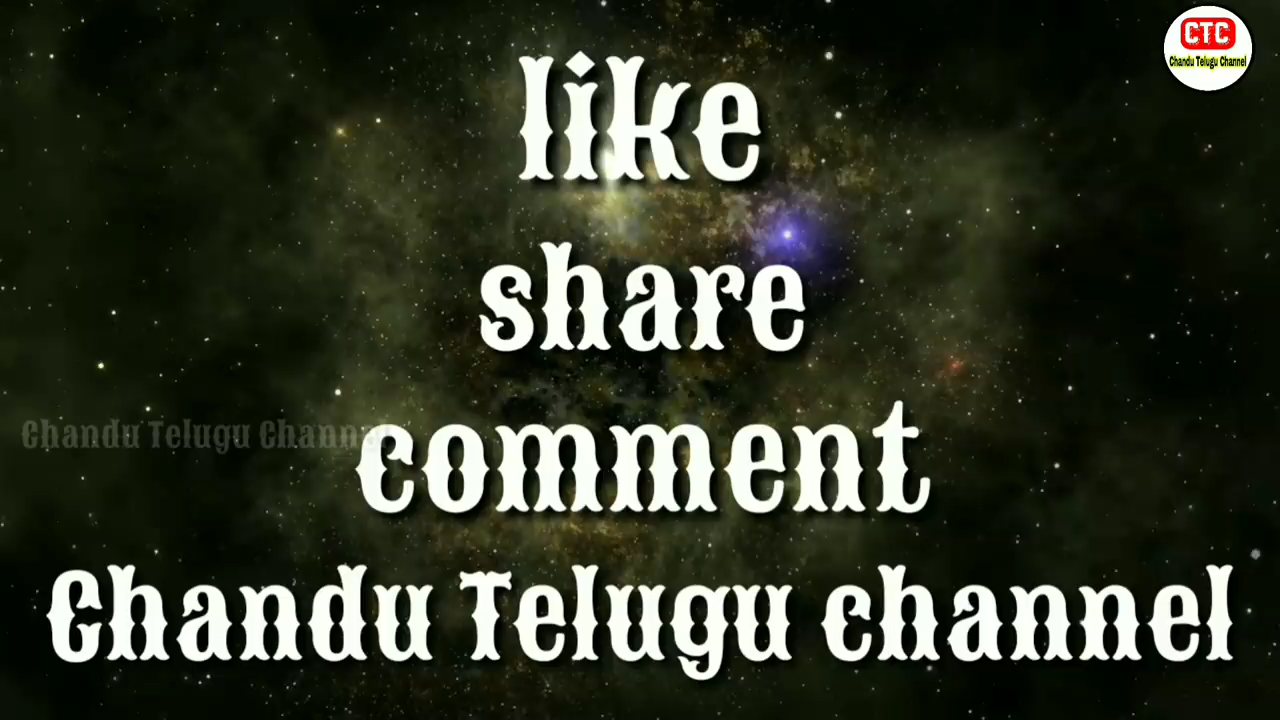 CTC
Chandu Telugu Channel
like
share
Chandu Telugu Channel
comment
Chandu Telugu channel